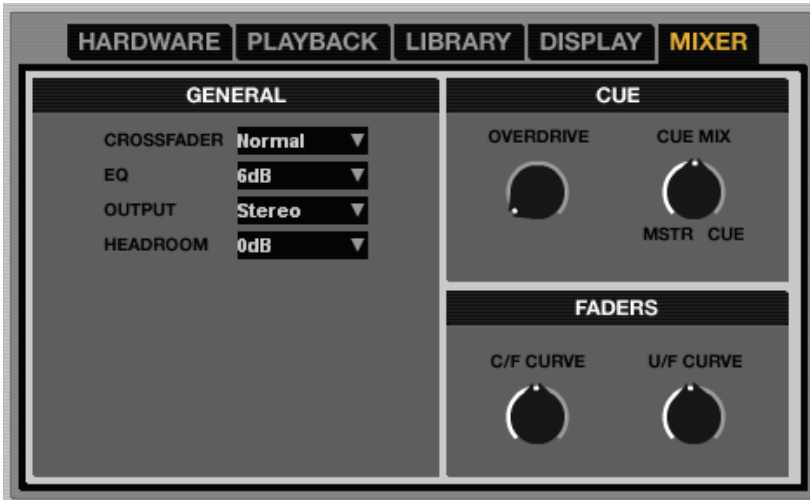 HARDWARE PLAYBACK LIBRARY DISPLAY MIXER
GENERAL
CROSSFADER Normal
EQ 6dB
OUTPUT Stereo
HEADROOM 0dB
CUE
OVERDRIVE CUE MIX
MSTR CUE
FADERS
C/F CURVE U/F CURVE